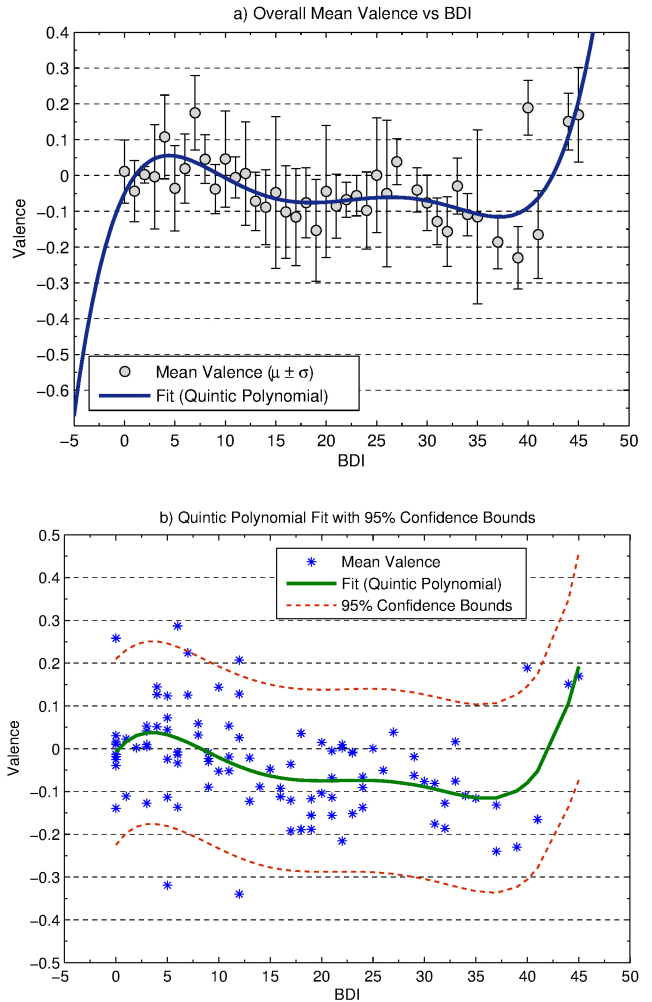 a) Overall Mean Valence vs BDI
0.4
0.3
0.2
0.1
0
−0.1
−0.2
−0.3
−0.4
−0.5
−0.6
Valence
Mean Valence (μ ± σ)
Fit (Quintic Polynomial)
−5 0 5 10 15 20 25 30 35 40 45 50
BDI
b) Quintic Polynomial Fit with 95% Confidence Bounds
0.5
0.4
0.3
0.2
0.1
0
−0.1
−0.2
−0.3
−0.4
−0.5
Valence
Mean Valence
Fit (Quintic Polynomial)
95% Confidence Bounds
−5 0 5 10 15 20 25 30 35 40 45 50
BDI